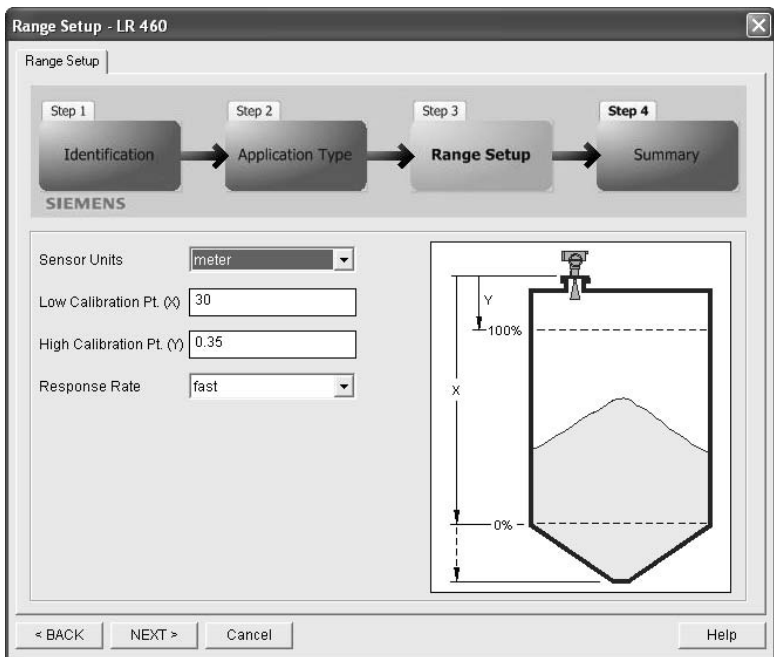 Range Setup - LR 460
Range Setup
Step 1
Step 2
Step 3
Step 4
Identification
Application Type
Range Setup
Summary
SIEMENS
Sensor Units
meter
Low Calibration Pt. (X)
30
High Calibration Pt. (Y)
0.35
Response Rate
fast
Y
100%
X
0%
< BACK
NEXT >
Cancel
Help